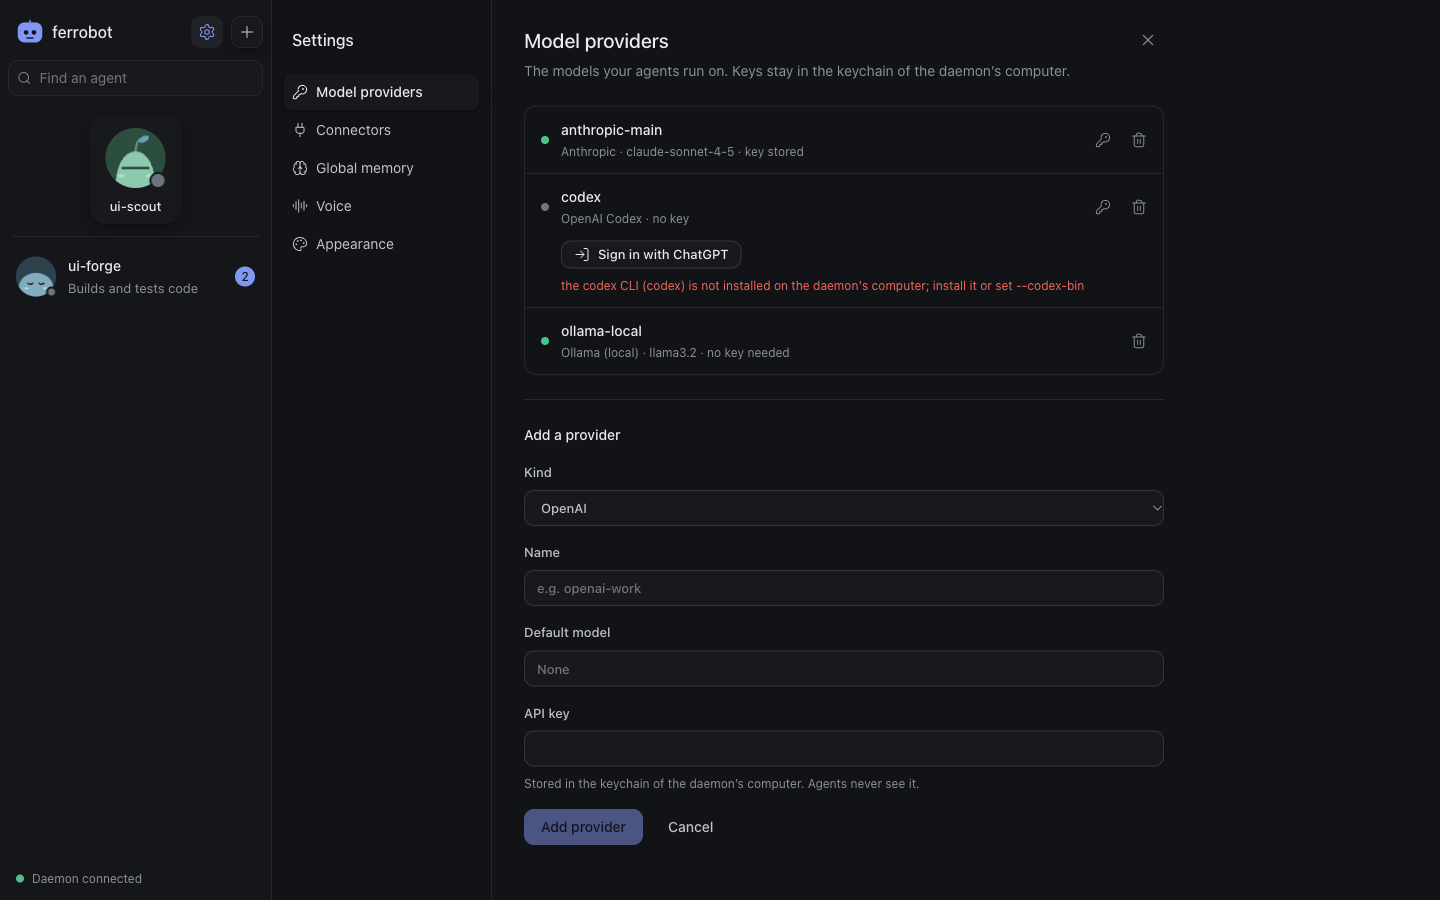 ferrobot
Find an agent
ui-scout
ui-forge
Builds and tests code
2
Daemon connected
Settings
Model providers
Connectors
Global memory
Voice
Appearance
Model providers
The models your agents run on. Keys stay in the keychain of the daemon's computer.
anthropic-main
Anthropic · claude-sonnet-4-5 · key stored
codex
OpenAI Codex · no key
Sign in with ChatGPT
the codex CLI (codex) is not installed on the daemon's computer; install it or set --codex-bin
ollama-local
Ollama (local) · llama3.2 · no key needed
Add a provider
Kind
OpenAI
Name
e.g. openai-work
Default model
None
API key
Stored in the keychain of the daemon's computer. Agents never see it.
Add provider
Cancel